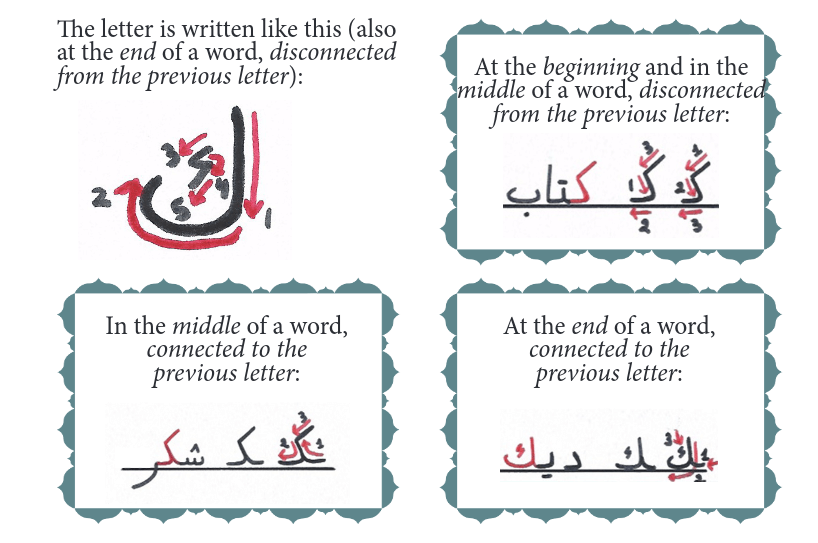 The letter is written like this (also
at the end of a word, disconnected
from the previous letter):
ك
3
2
4
5
1
At the beginning and in the
middle of a word, disconnected
from the previous letter:
3 1
1 2
كـ كـ كتاب
2 3
In the middle of a word,
connected to the
previous letter:
3
2 1
ـكـ ـكـ شكر
At the end of a word,
connected to the
previous letter:
3 1
ـك ـك ديك
2